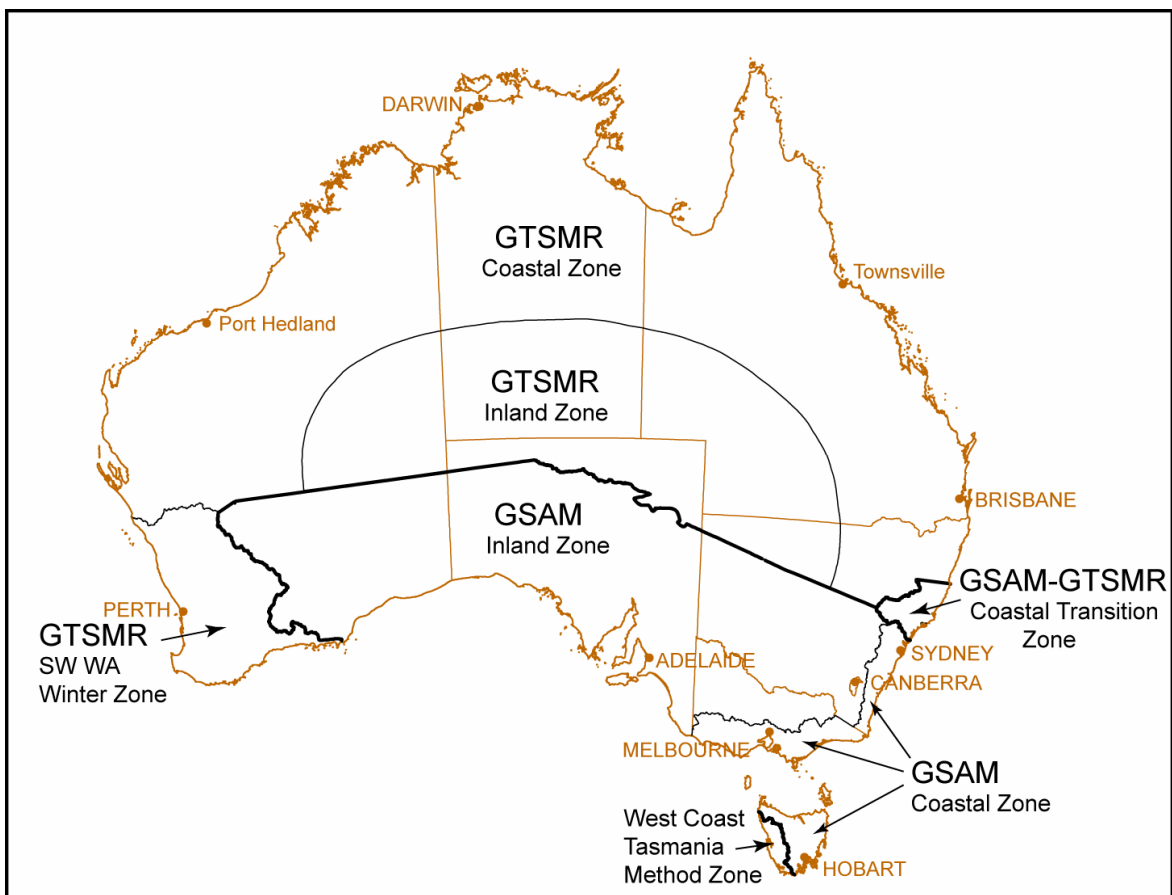 DARWIN
GTSMR
Coastal Zone
Townsville
Port Hedland
GTSMR
Inland Zone
BRISBANE
GSAM
Inland Zone
GSAM-GTSMR
Coastal Transition
Zone
PERTH
GTSMR
SW WA
Winter Zone
SYDNEY
ADELAIDE
CANBERRA
MELBOURNE
GSAM
Coastal Zone
West Coast
Tasmania
Method Zone
HOBART